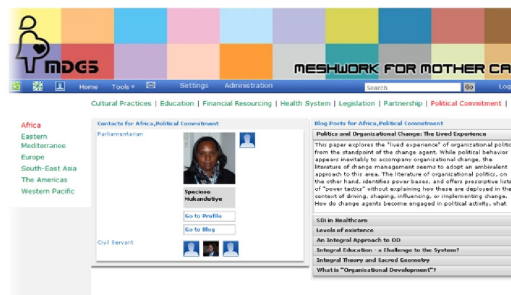 MDG5
MESHWORK FOR MOTHER CA
Home Tools Settings Administration Search Go Log
Cultural Practices | Education | Financial Resourcing | Health System | Legislation | Partnership | Political Commitment |
Africa
Eastern
Mediterranee
Europe
South-East Asia
The Americas
Western Pacific
Contacts for Africa,Political Commitment
Parliamentarian
Speciose
Mukandutiye
Go to Profile
Go to Blog
Civil Servant
Blog Posts for Africa,Political Commitment
Politics and Organizational Change: The Lived Experience
This paper explores the "lived experience" of organizational politic
from the standpoint of the change agent. While political behavior
appears inevitably to accompany organizational change, the
literature of change management seems to adopt an ambivalent
approach to this area. The literature of organizational politics, on
the other hand, identifies power bases, and offers prescriptive list
of "power tactics" without explaining how these are deployed in the
context of driving, shaping, influencing, or implementing change.
How do change agents become engaged in political activity, what
SDI in Healthcare
Levels of existence
An Integral Approach to OD
Integral Education - a Challenge to the System?
Integral Theory and Sacred Geometry
What is "Organisational Development"?